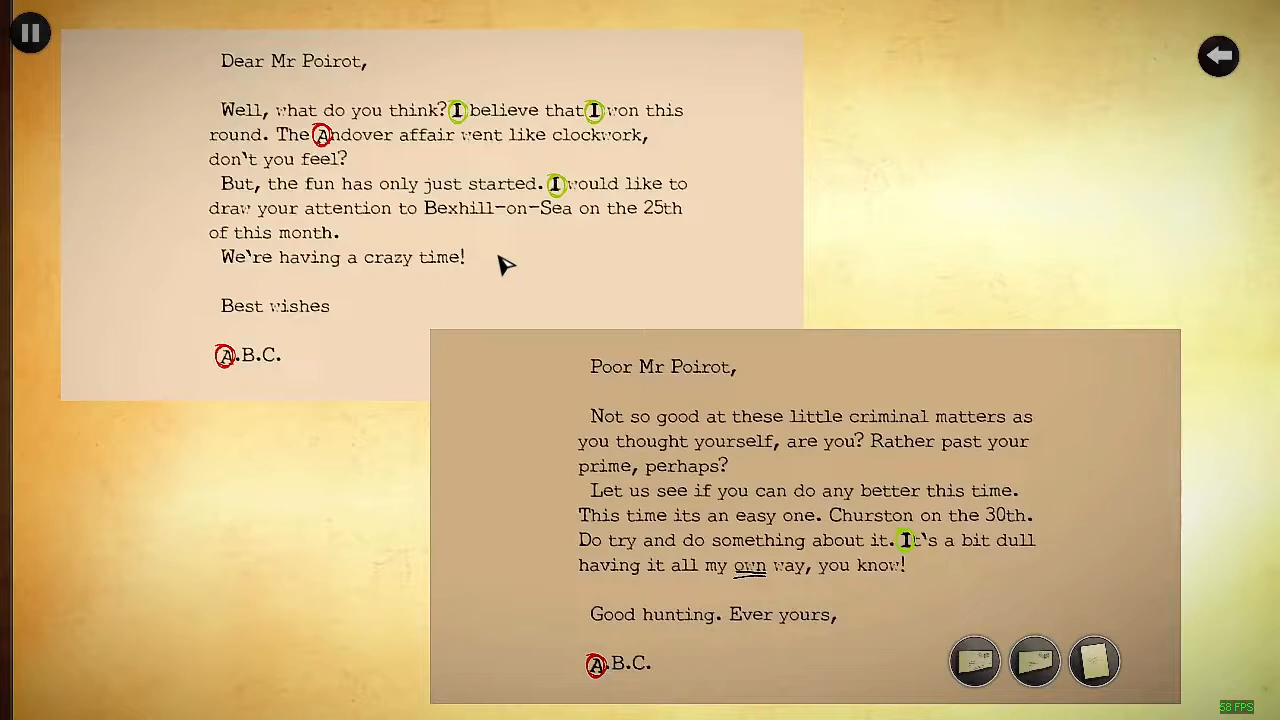 Dear Mr Poirot,
Well, what do you think? I believe that I won this
round. The Andover affair went like clockwork,
don't you feel?
But, the fun has only just started. I would like to
draw your attention to Bexhill-on-Sea on the 25th
of this month.
We're having a crazy time!
Best wishes
A.B.C.
Poor Mr Poirot,
Not so good at these little criminal matters as
you thought yourself, are you? Rather past your
prime, perhaps?
Let us see if you can do any better this time.
This time its an easy one. Churston on the 30th.
Do try and do something about it. It's a bit dull
having it all my own way, you know!
Good hunting. Ever yours,
A.B.C.
58 FPS